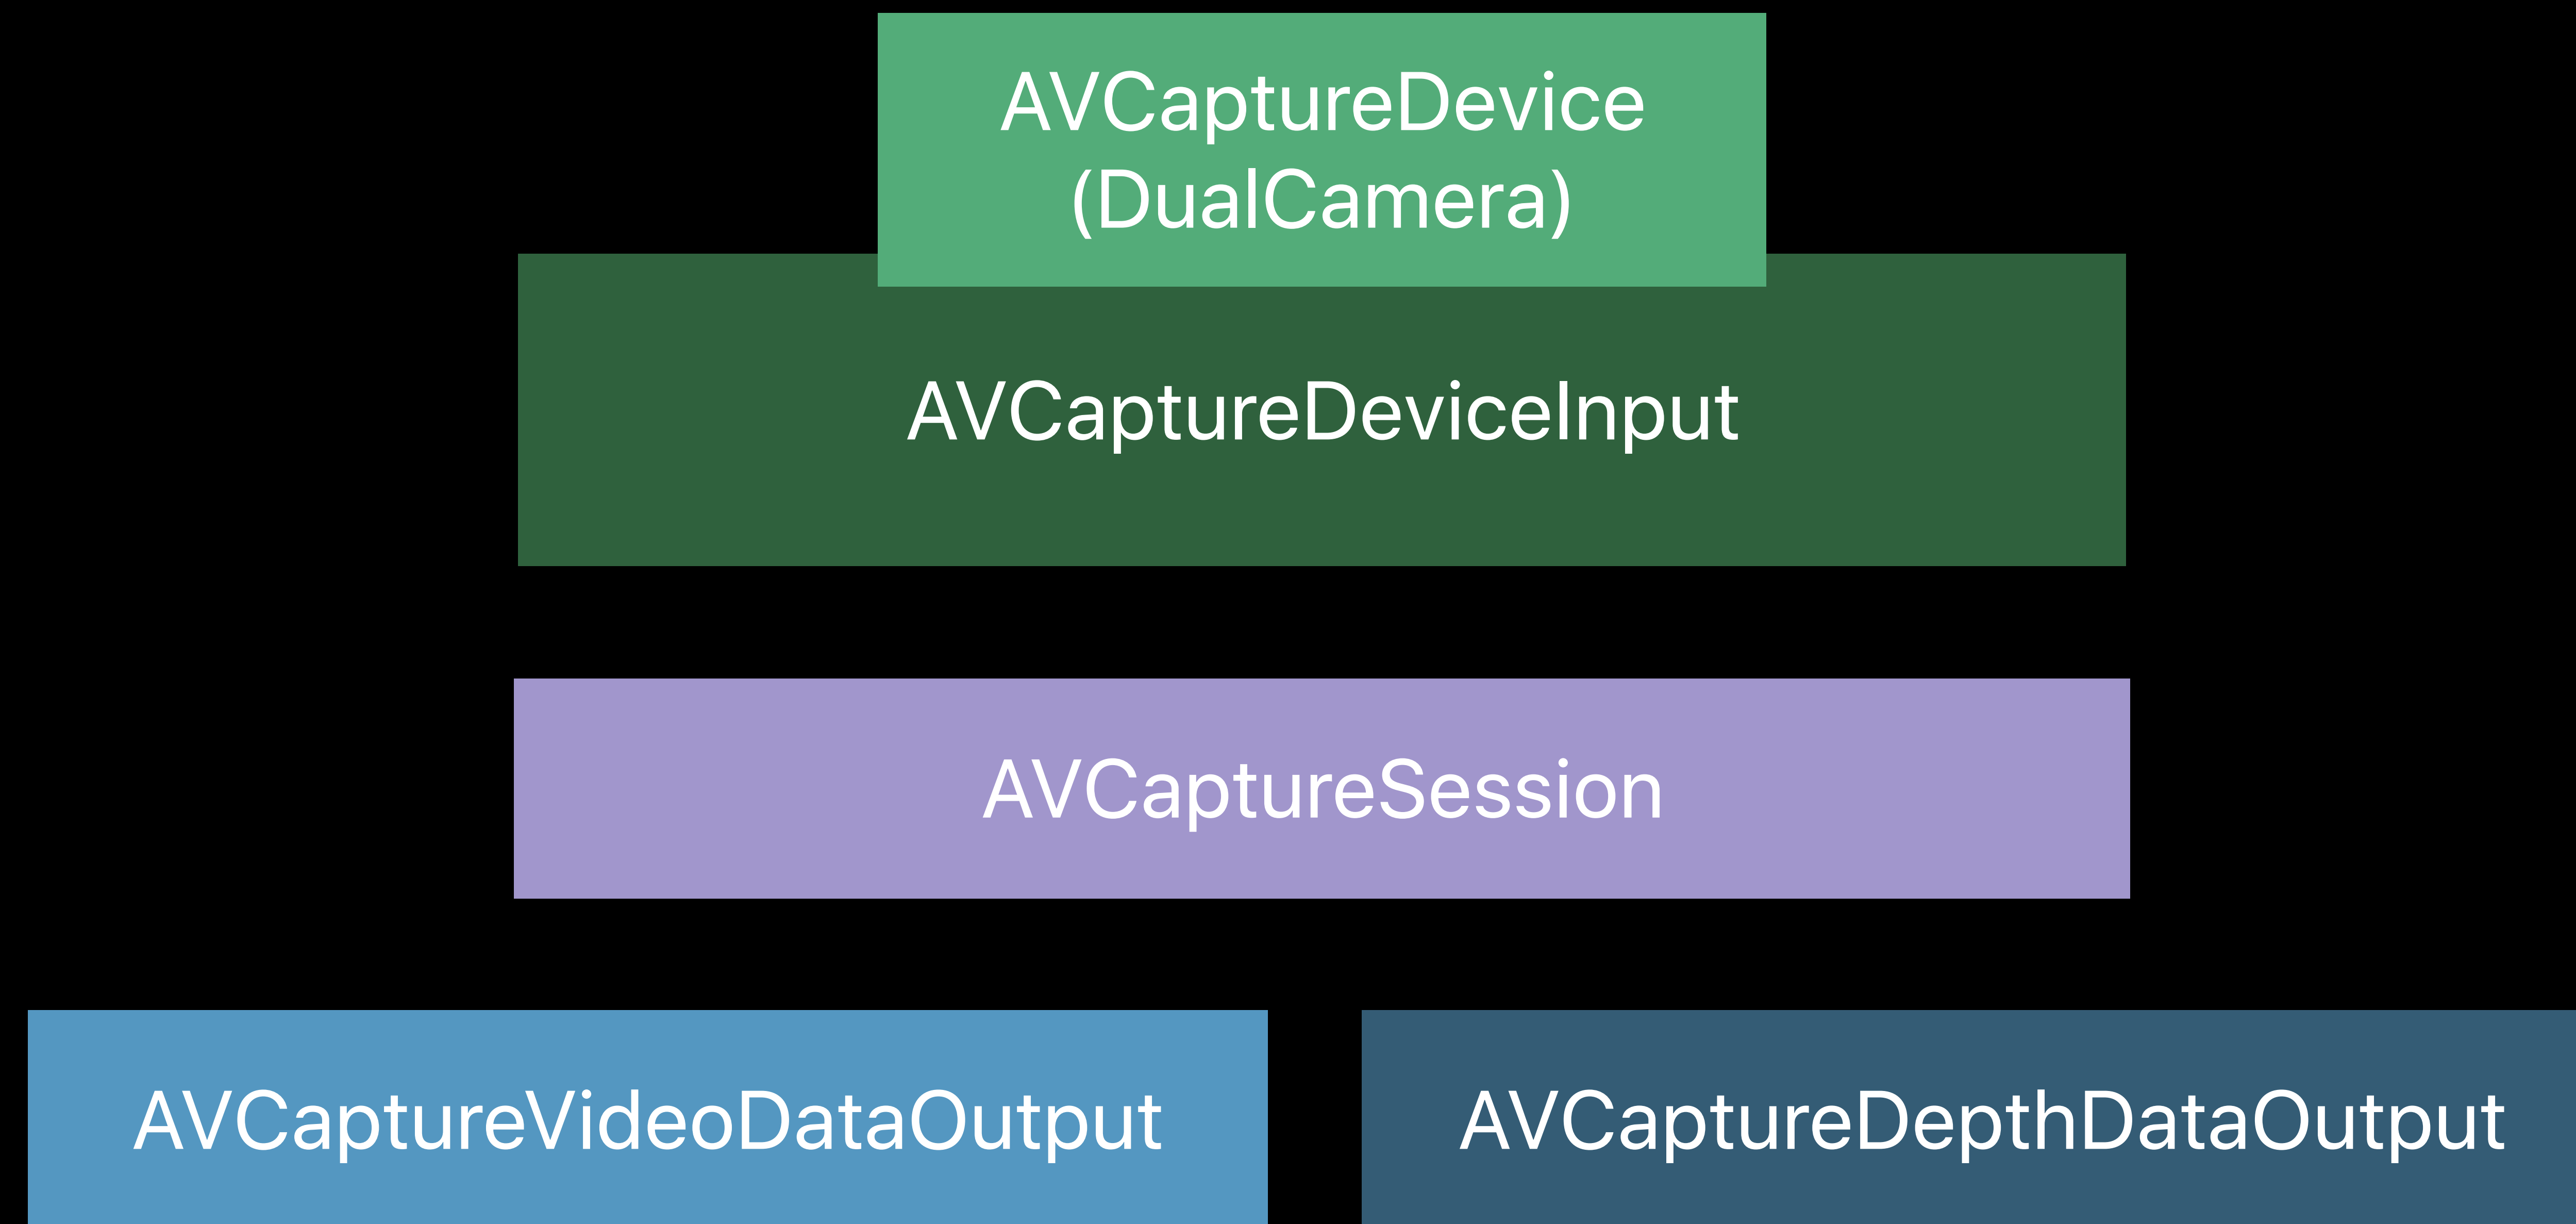 AVCaptureDevice
(DualCamera)
AVCaptureDeviceInput
AVCaptureSession
AVCaptureVideoDataOutput
AVCaptureDepthDataOutput